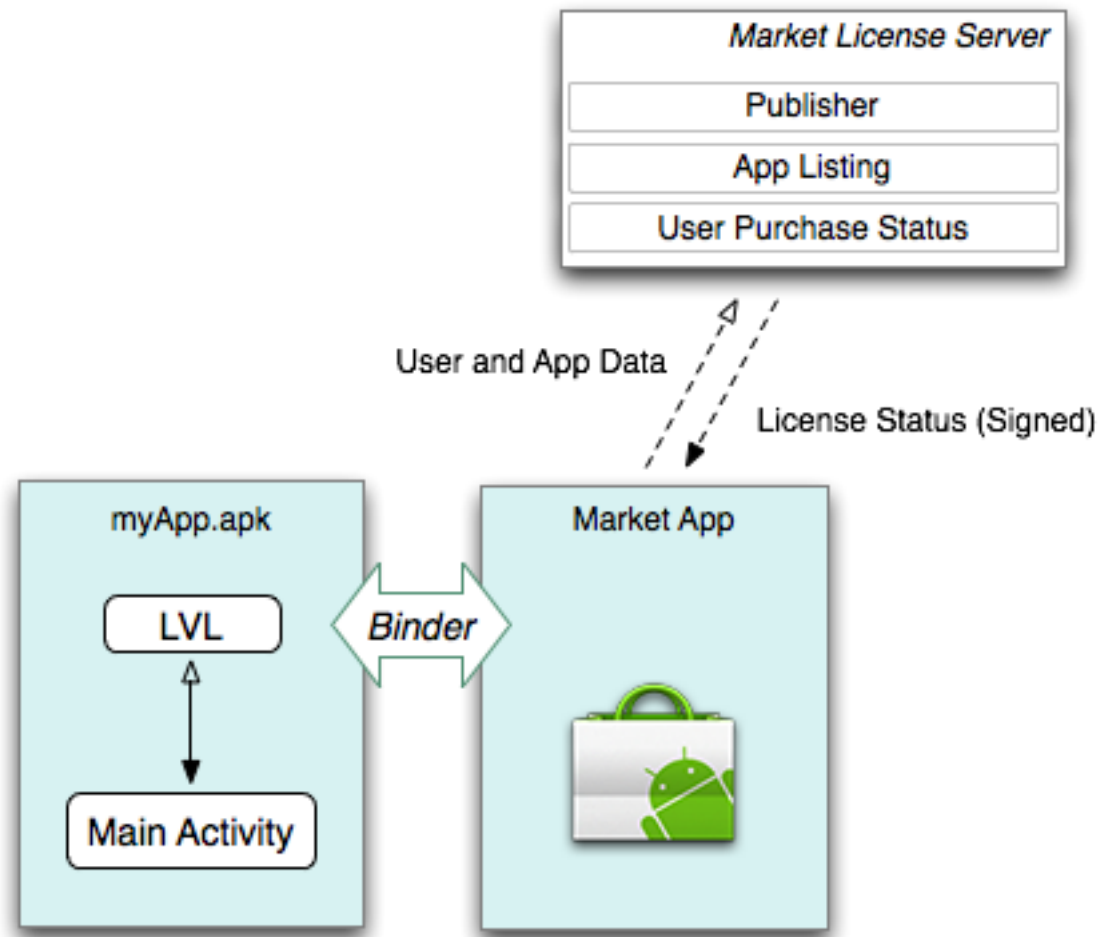 Market License Server
Publisher
App Listing
User Purchase Status
User and App Data
License Status (Signed)
myApp.apk
Market App
LVL
Binder
Main Activity